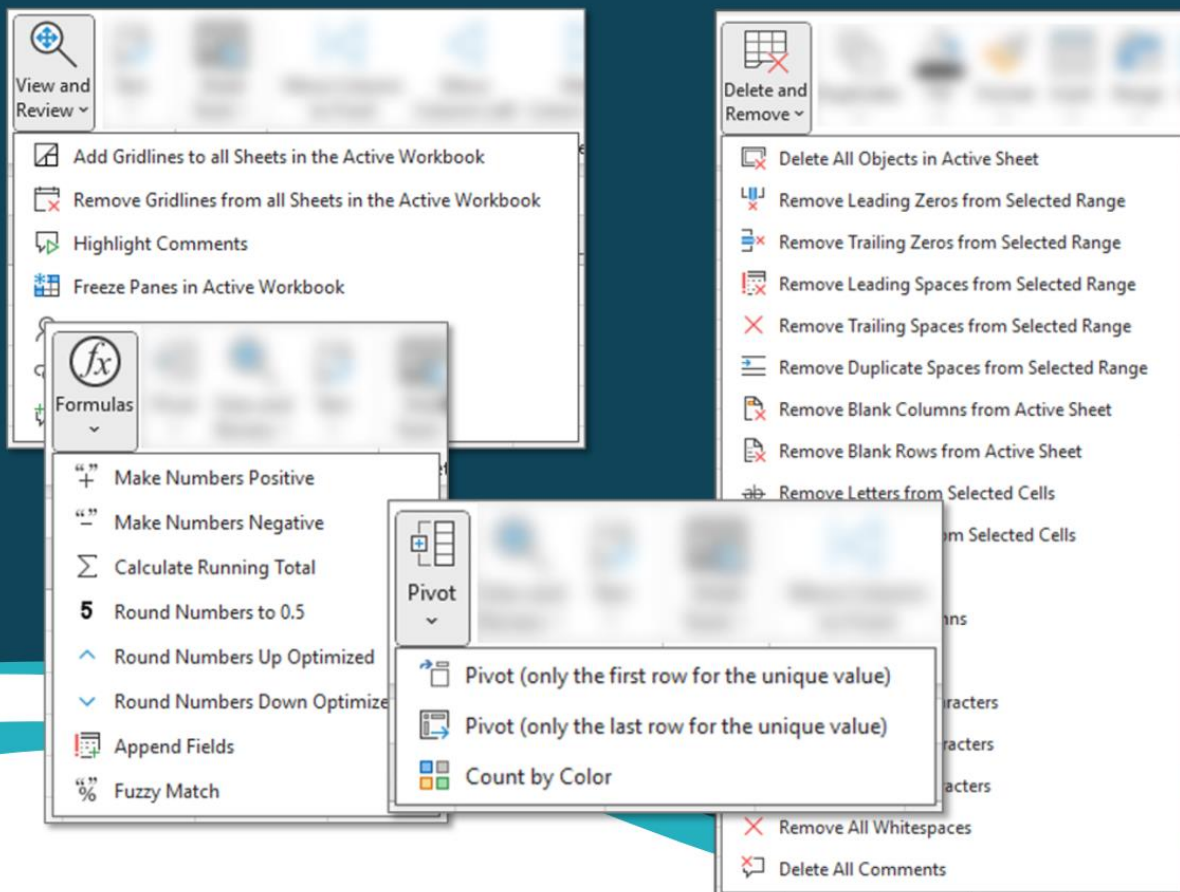 View and
Review
Add Gridlines to all Sheets in the Active Workbook
Remove Gridlines from all Sheets in the Active Workbook
Highlight Comments
Freeze Panes in Active Workbook
Formulas
Make Numbers Positive
Make Numbers Negative
Calculate Running Total
5 Round Numbers to 0.5
Round Numbers Up Optimized
Round Numbers Down Optimize
Append Fields
Fuzzy Match
Pivot
Pivot (only the first row for the unique value)
Pivot (only the last row for the unique value)
Count by Color
Delete and
Remove
Delete All Objects in Active Sheet
Remove Leading Zeros from Selected Range
Remove Trailing Zeros from Selected Range
Remove Leading Spaces from Selected Range
Remove Trailing Spaces from Selected Range
Remove Duplicate Spaces from Selected Range
Remove Blank Columns from Active Sheet
Remove Blank Rows from Active Sheet
Remove Letters from Selected Cells
om Selected Cells
Remove All Whitespaces
Delete All Comments